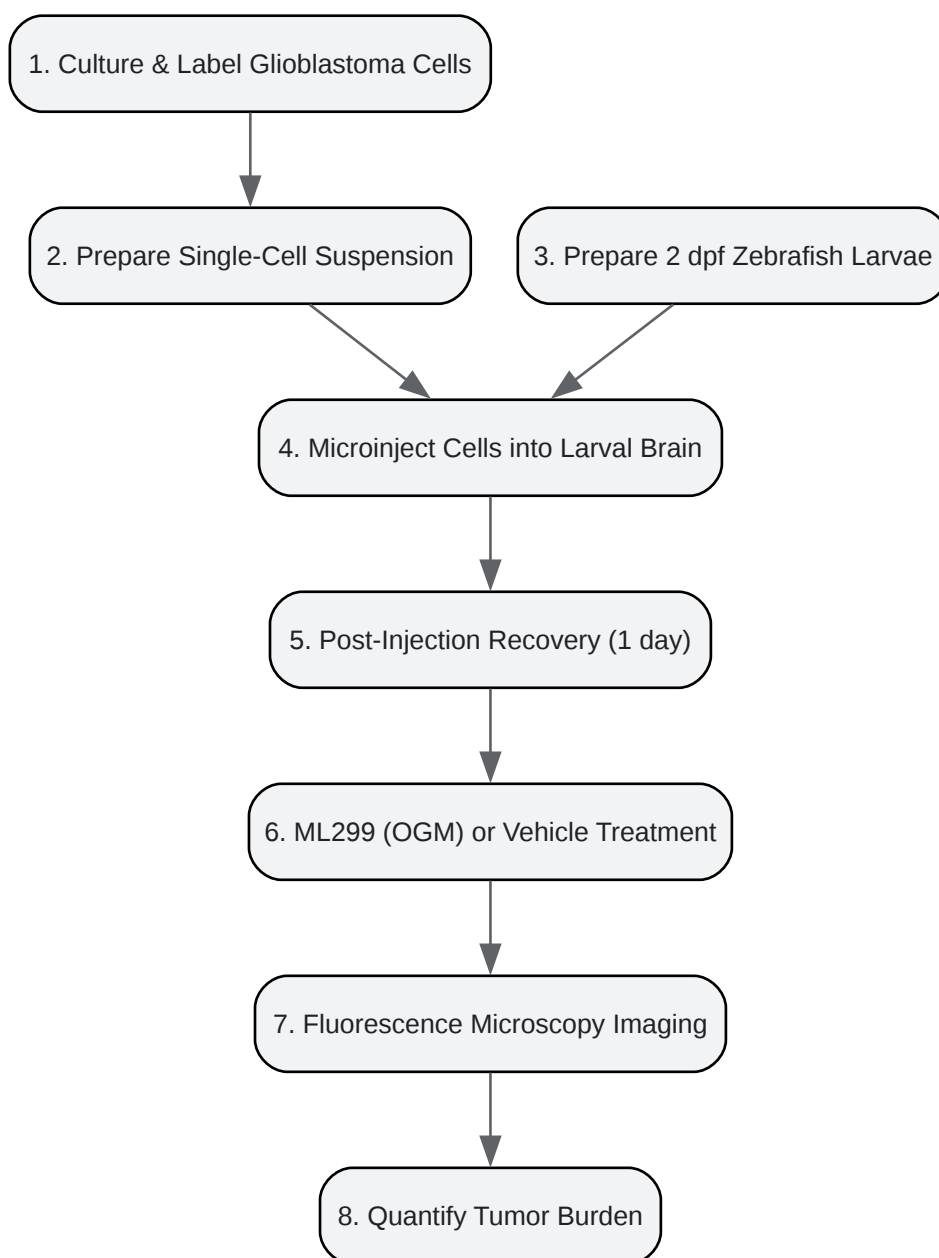 1. Culture & Label Glioblastoma Cells
2. Prepare Single-Cell Suspension
3. Prepare 2 dpf Zebrafish Larvae
4. Microinject Cells into Larval Brain
5. Post-Injection Recovery (1 day)
6. ML299 (OGM) or Vehicle Treatment
7. Fluorescence Microscopy Imaging
8. Quantify Tumor Burden